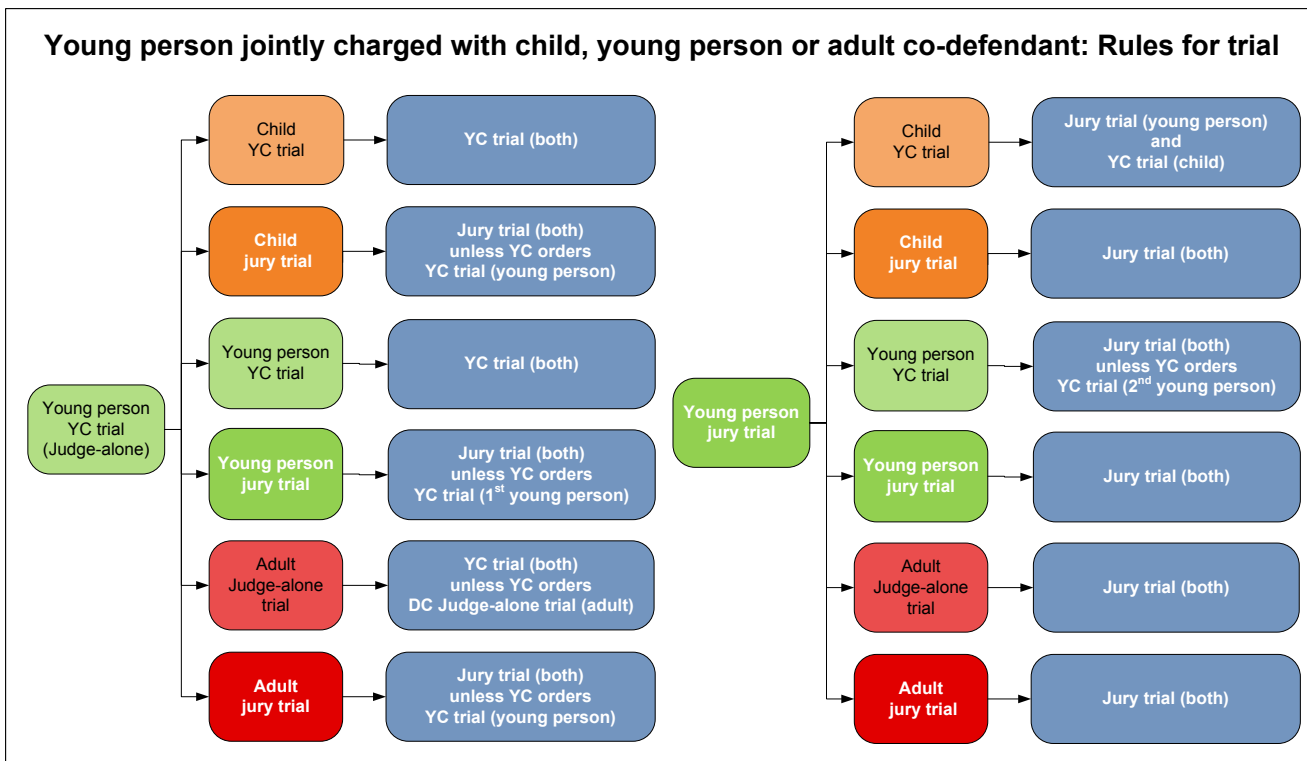 Young person jointly charged with child, young person or adult co-defendant: Rules for trial
Young person
YC trial
(Judge-alone)
Child
YC trial
YC trial (both)
Child
jury trial
Jury trial (both)
unless YC orders
YC trial (young person)
Young person
YC trial
YC trial (both)
Young person
jury trial
Jury trial (both)
unless YC orders
YC trial (1st young person)
Adult
Judge-alone
trial
YC trial (both)
unless YC orders
DC Judge-alone trial (adult)
Adult
jury trial
Jury trial (both)
unless YC orders
YC trial (young person)
Young person
jury trial
Child
YC trial
Jury trial (young person)
and
YC trial (child)
Child
jury trial
Jury trial (both)
Young person
YC trial
Jury trial (both)
unless YC orders
YC trial (2nd young person)
Young person
jury trial
Jury trial (both)
Adult
Judge-alone
trial
Jury trial (both)
Adult
jury trial
Jury trial (both)